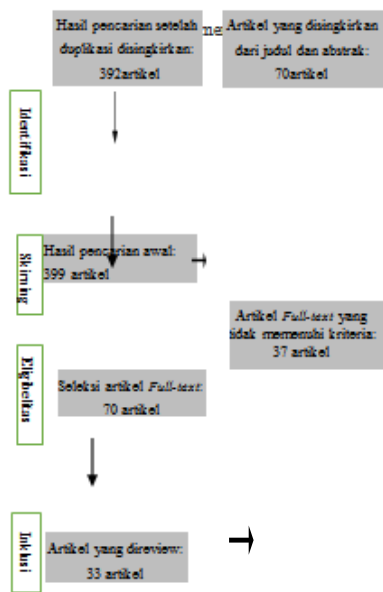 Hasil pencarian setelah
duplikasi disingkirkan:
392artikel
me
Artikel yang disingkirkan
dari judul dan abstrak:
70artikel
Identifikasi
Skrining
Hasil pencarian awal:
399 artikel
Artikel Full-text yang
tidak memenuhi kriteria:
37 artikel
Eligibelitas
Seleksi artikel Full-text:
70 artikel
Inklusi
Artikel yang direview:
33 artikel